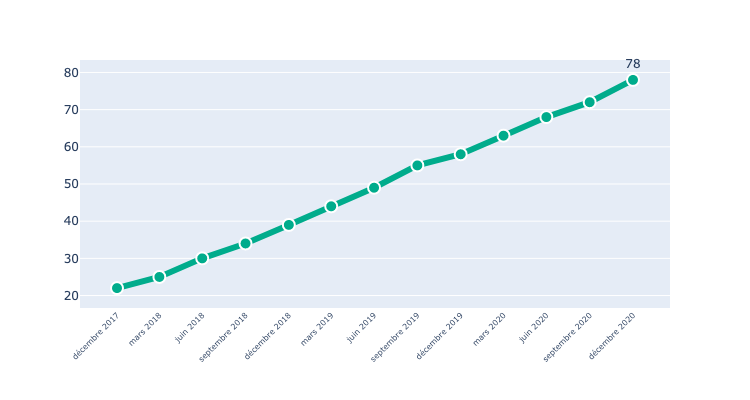 78
80
70
60
50
40
30
20
décembre 2017
mars 2018
juin 2018
septembre 2018
décembre 2018
mars 2019
juin 2019
septembre 2019
décembre 2019
mars 2020
juin 2020
septembre 2020
décembre 2020